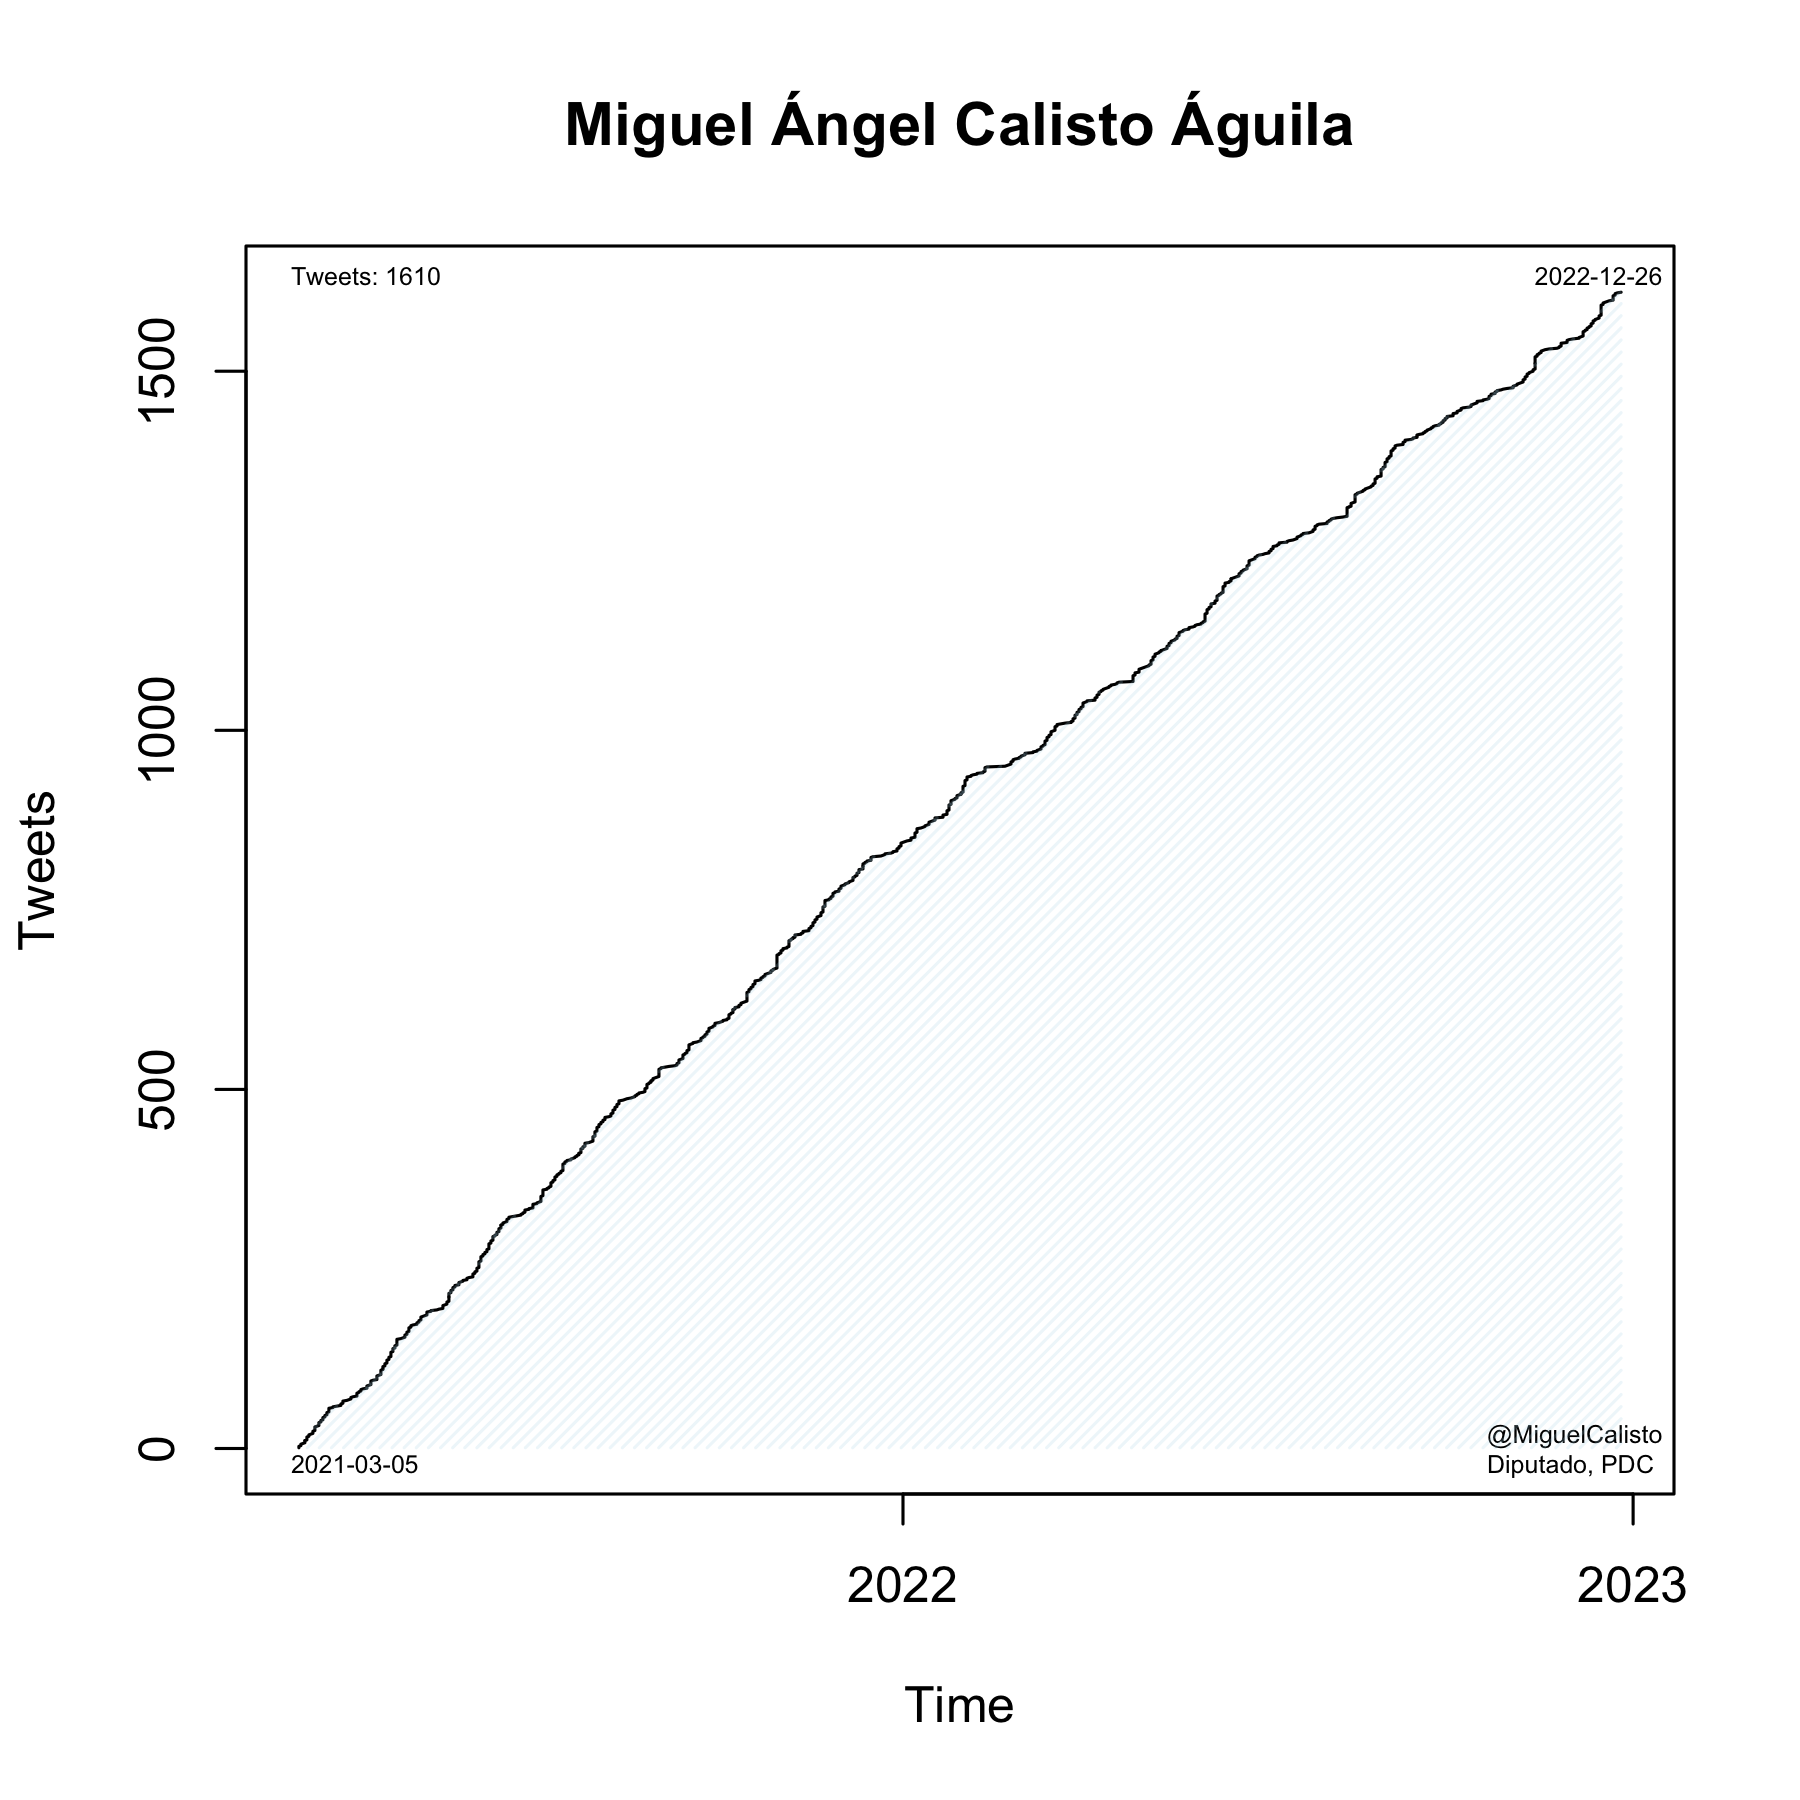 Miguel Ángel Calisto Águila
Tweets: 1610
2022-12-26
1500
1000
500
0
Tweets
2021-03-05
@MiguelCalisto
Diputado, PDC
2022
2023
Time